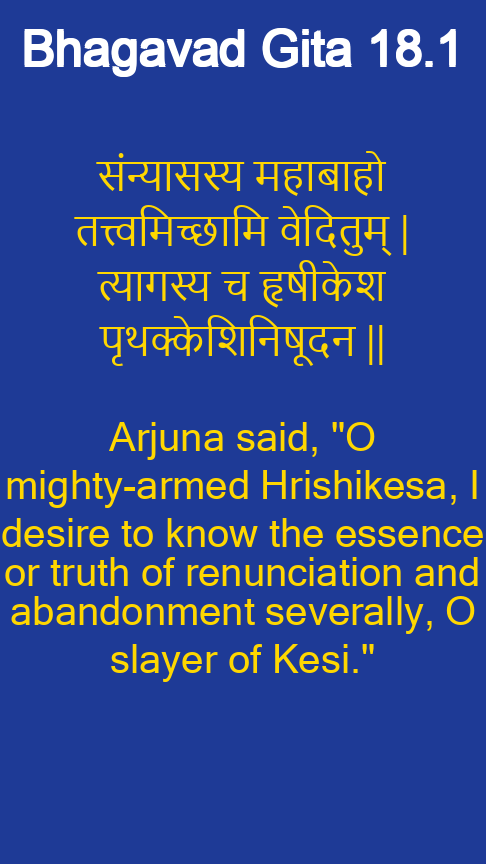 Bhagavad Gita 18.1
संन्यासस्य महाबाहो
तत्त्वमिच्छामि वेदितुम् |
त्यागस्य च हृषीकेश
पृथक्केशिनिषूदन ||
Arjuna said, "O
mighty-armed Hrishikesa, I
desire to know the essence
or truth of renunciation and
abandonment severally, O
slayer of Kesi."